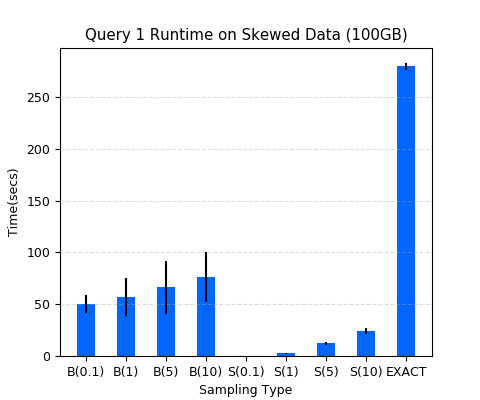 Query 1 Runtime on Skewed Data (100GB)
Time(secs)
250
200
150
100
50
0
B(0.1) B(1) B(5) B(10) S(0.1) S(1) S(5) S(10) EXACT
Sampling Type